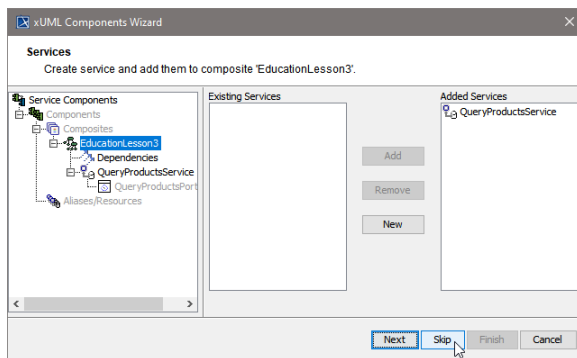 xUML Components Wizard
Services
Create service and add them to composite 'EducationLesson3'.
Service Components
Components
Composites
EducationLesson3
Dependencies
QueryProductsService
QueryProductsPort
Aliases/Resources
Existing Services
Add
Remove
New
Added Services
QueryProductsService
Next
Skip
Finish
Cancel